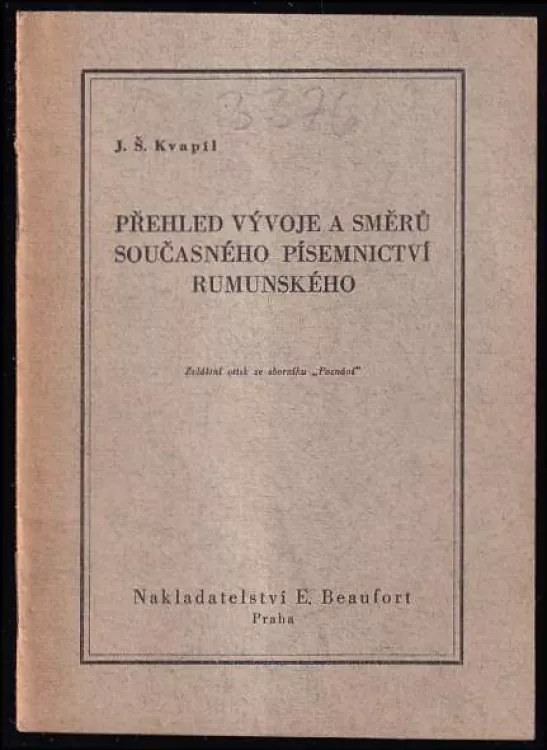 3376
J. Š. Kvapil
PŘEHLED VÝVOJE A SMĚRŮ
SOUČASNÉHO PÍSEMNICTVÍ
RUMUNSKÉHO
Zvláštní otisk ze sborníku „Poznání“
Nakladatelství E. Beaufort
Praha